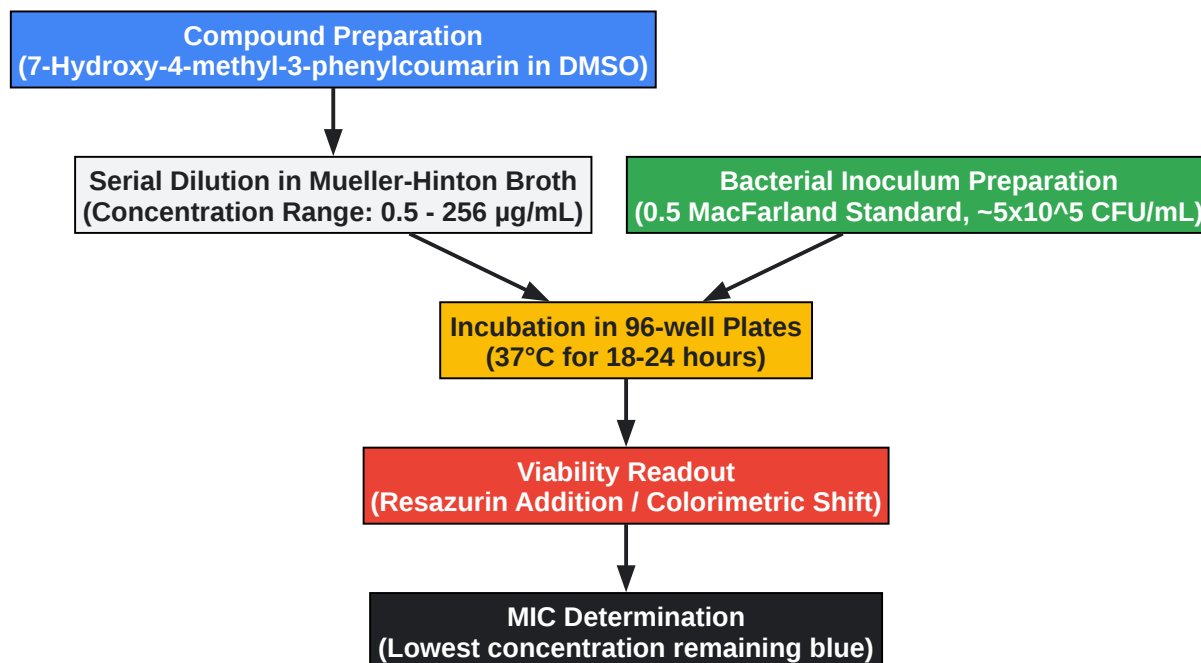 Compound Preparation
(7-Hydroxy-4-methyl-3-phenylcoumarin in DMSO)
Serial Dilution in Mueller-Hinton Broth
(Concentration Range: 0.5 - 256 µg/mL)
Bacterial Inoculum Preparation
(0.5 MacFarland Standard, ~5x10^5 CFU/mL)
Incubation in 96-well Plates
(37°C for 18-24 hours)
Viability Readout
(Resazurin Addition / Colorimetric Shift)
MIC Determination
(Lowest concentration remaining blue)